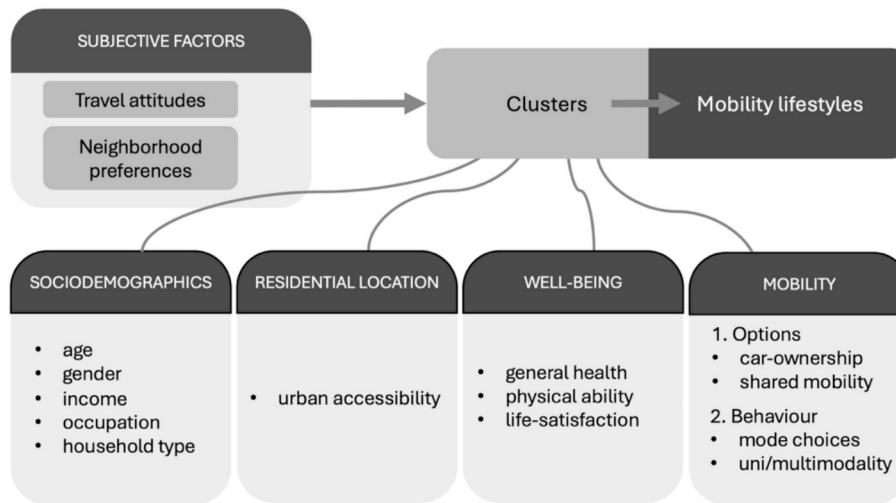 SUBJECTIVE FACTORS
Travel attitudes
Neighborhood
preferences
Clusters
Mobility lifestyles
SOCIODEMOGRAPHICS
• age
• gender
• income
• occupation
• household type
RESIDENTIAL LOCATION
• urban accessibility
WELL-BEING
• general health
• physical ability
• life-satisfaction
MOBILITY
1. Options
• car-ownership
• shared mobility
2. Behaviour
• mode choices
• uni/multimodality